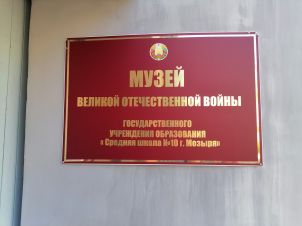 МУЗЕЙ
ВЕЛИКОЙ ОТЕЧЕСТВЕННОЙ ВОЙНЫ
ГОСУДАРСТВЕННОГО
УЧРЕЖДЕНИЯ ОБРАЗОВАНИЯ
« Средняя школа №10 г. Мозыря»